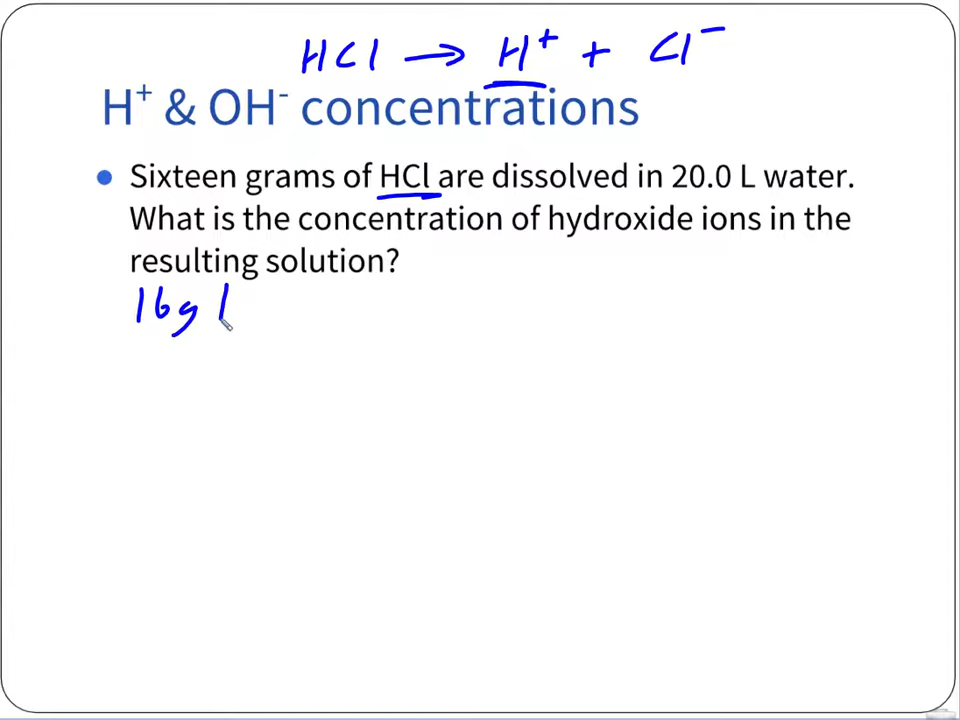 HCl → H⁺ + Cl⁻
H⁺ & OH⁻ concentrations
• Sixteen grams of HCl are dissolved in 20.0 L water.
What is the concentration of hydroxide ions in the
resulting solution?
16g